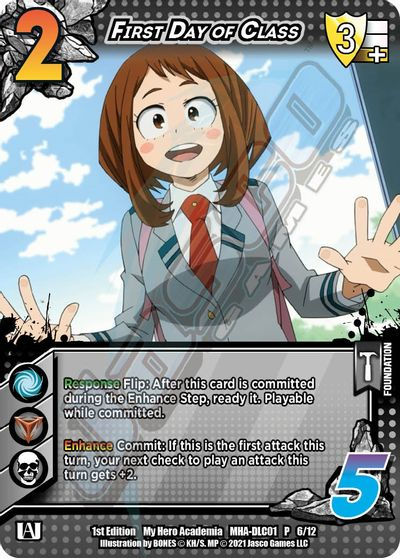 2
FIRST DAY OF CLASS
3
+
FOUNDATION
Response Flip: After this card is committed
during the Enhance Step, ready it. Playable
while committed.
Enhance Commit: If this is the first attack this
turn, your next check to play an attack this
turn gets +2.
5
UA
1st Edition My Hero Academia MHA-DLC01 P 6/12
Illustration by BONES © KH/S. MP © 2021 Jasco Games LLC
JASCO
GAMES